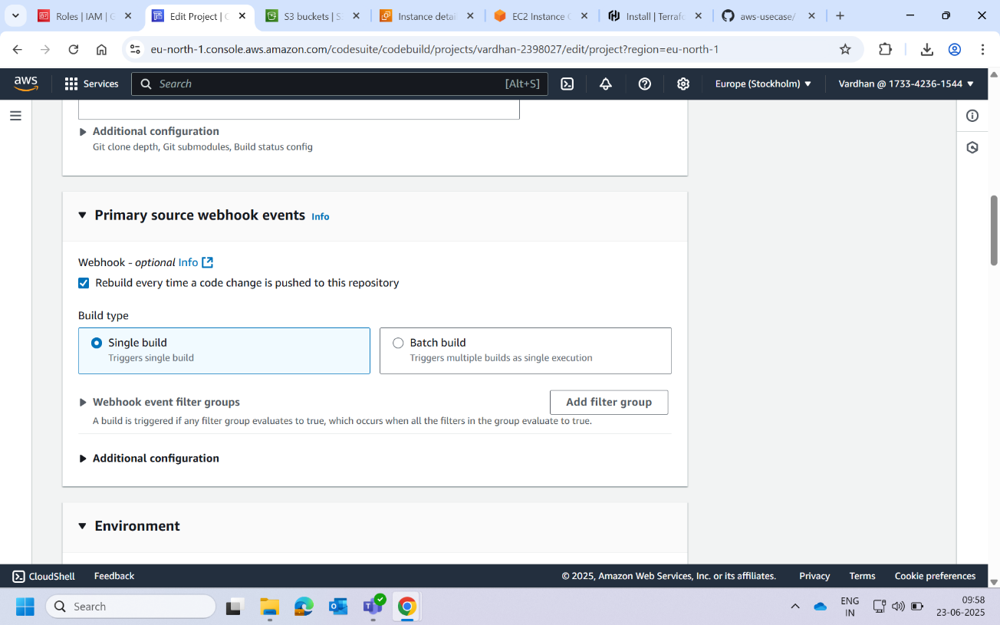 Roles | IAM | G
Edit Project | C
S3 buckets | S
Instance detai
EC2 Instance C
Install | Terrafo
aws-usecase/
eu-north-1.console.aws.amazon.com/codesuite/codebuild/projects/vardhan-2398027/edit/project?region=eu-north-1
aws
Services
Search
[Alt+S]
Europe (Stockholm)
Vardhan @ 1733-4236-1544
Additional configuration
Git clone depth, Git submodules, Build status config
Primary source webhook events Info
Webhook - optional Info
Rebuild every time a code change is pushed to this repository
Build type
Single build
Triggers single build
Batch build
Triggers multiple builds as single execution
Webhook event filter groups
Add filter group
A build is triggered if any filter group evaluates to true, which occurs when all the filters in the group evaluate to true.
Additional configuration
Environment
CloudShell
Feedback
© 2025, Amazon Web Services, Inc. or its affiliates.
Privacy
Terms
Cookie preferences
Search
ENG
IN
09:58
23-06-2025